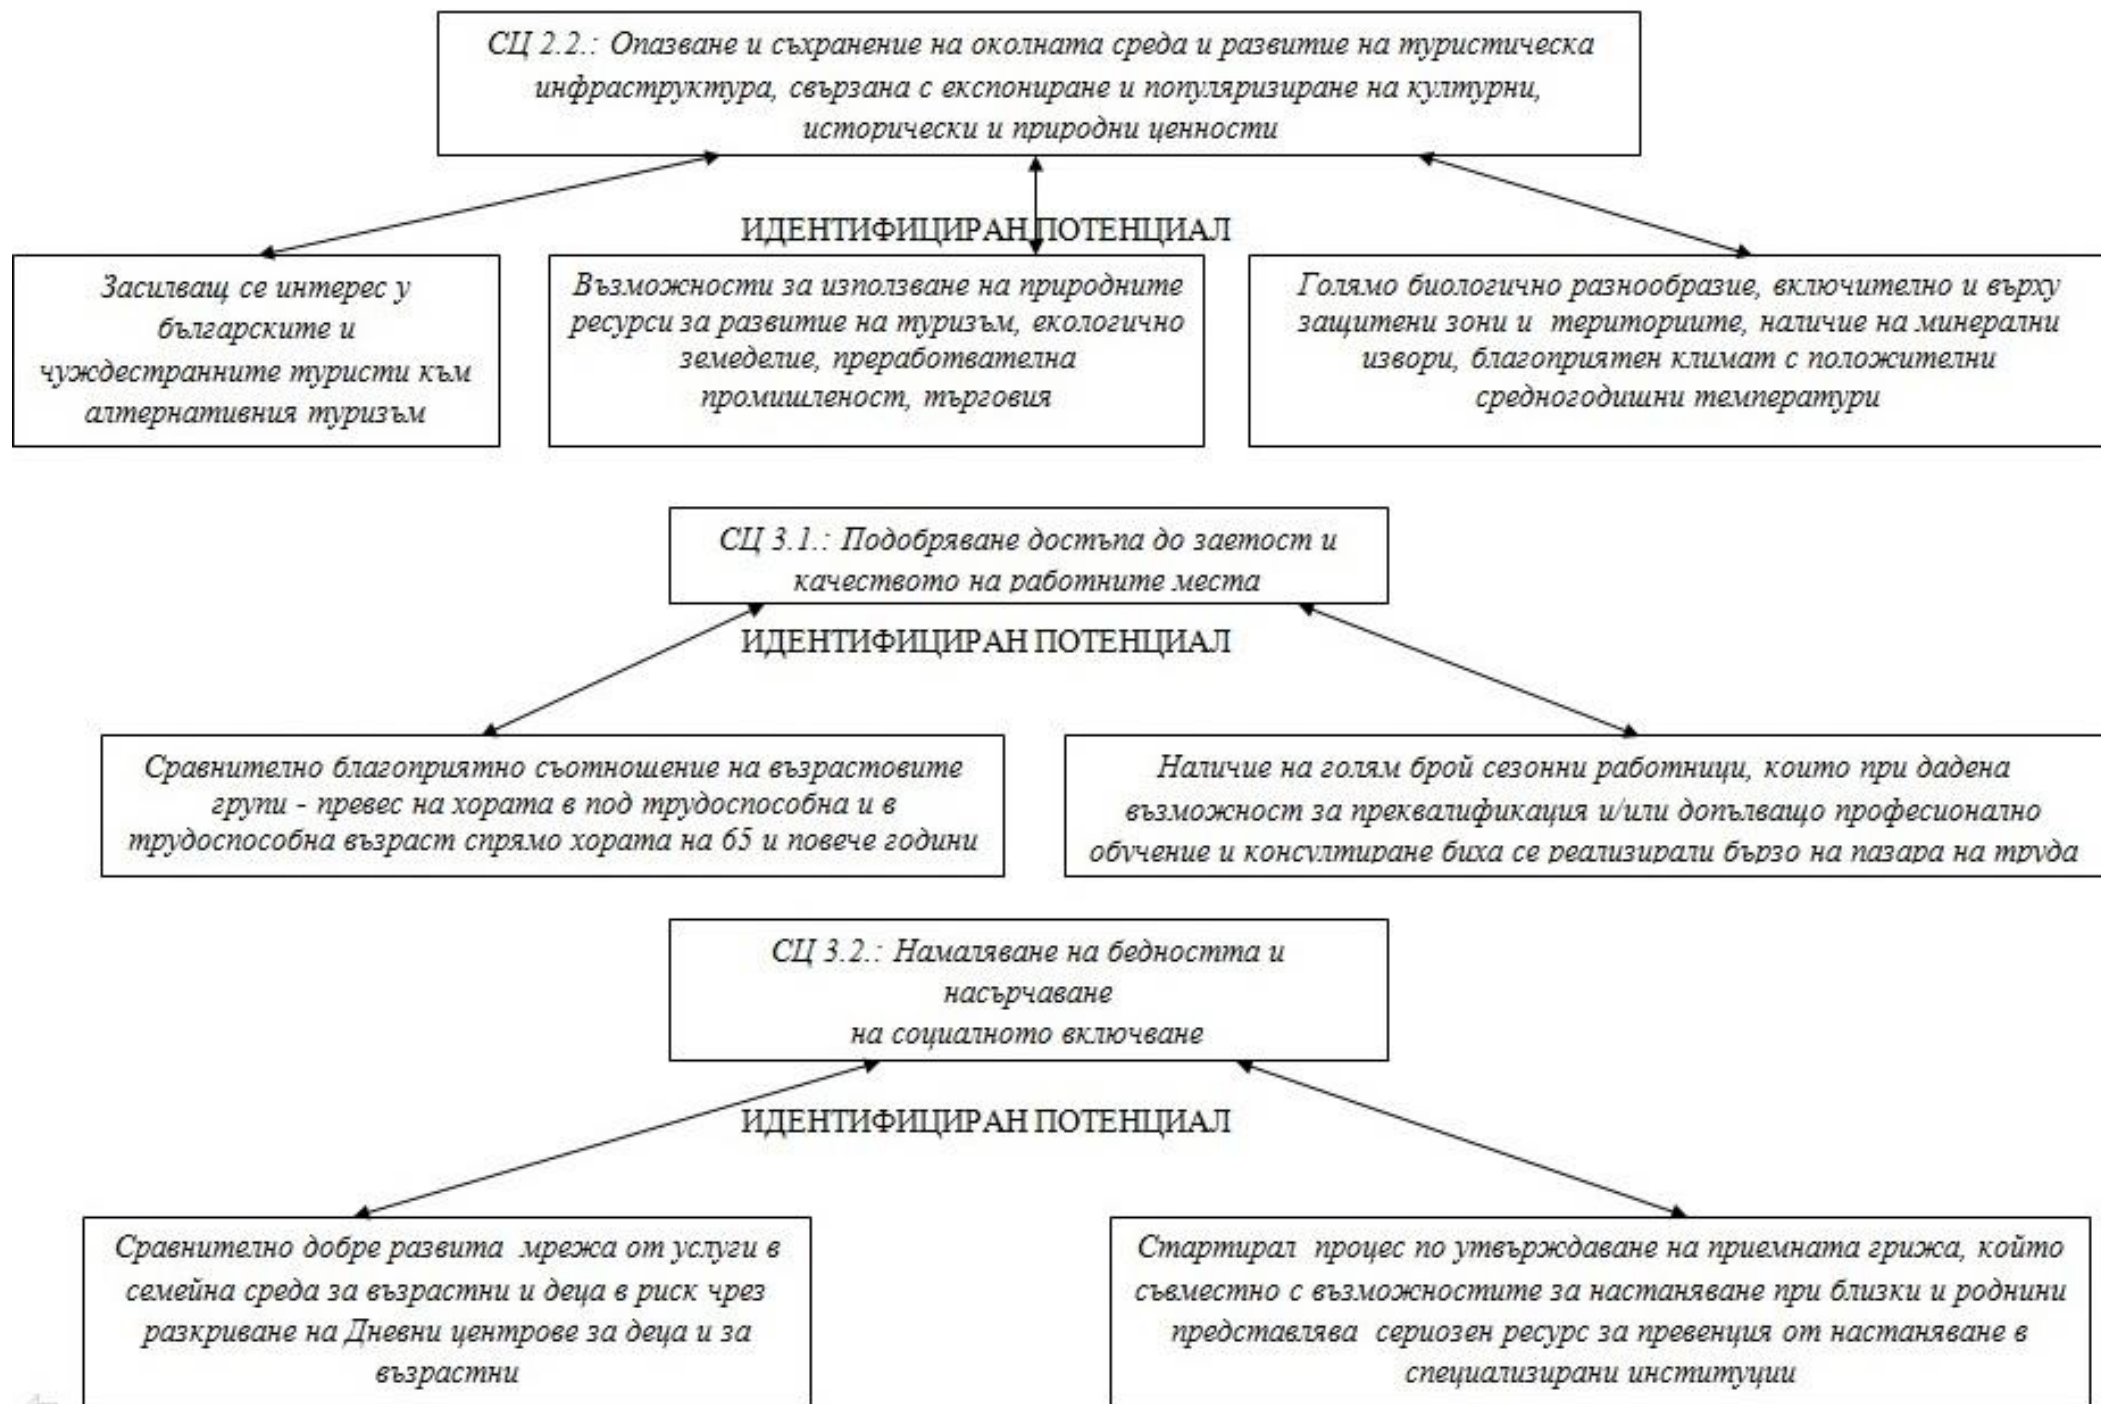 СЦ 2.2.: Опазване и съхранение на околната среда и развитие на туристическа
инфраструктура, свързана с експониране и популяризиране на културни,
исторически и природни ценности
ИДЕНТИФИЦИРАН ПОТЕНЦИАЛ
Засилващ се интерес у
българските и
чуждестранните туристи към
алтернативния туризъм
Възможности за използване на природните
ресурси за развитие на туризъм, екологично
земеделие, преработвателна
промишленост, търговия
Голямо биологично разнообразие, включително и върху
защитени зони и териториите, наличие на минерални
извори, благоприятен климат с положителни
средногодишни температури
СЦ 3.1.: Подобряване достъпа до заетост и
качеството на работните места
ИДЕНТИФИЦИРАН ПОТЕНЦИАЛ
Сравнително благоприятно съотношение на възрастовите
групи - превес на хората в под трудоспособна и в
трудоспособна възраст спрямо хората на 65 и повече години
Наличие на голям брой сезонни работници, които при дадена
възможност за преквалификация и/или допълващо професионално
обучение и консултиране биха се реализирали бързо на пазара на труда
СЦ 3.2.: Намаляване на бедността и
насърчаване
на социалното включване
ИДЕНТИФИЦИРАН ПОТЕНЦИАЛ
Сравнително добре развита мрежа от услуги в
семейна среда за възрастни и деца в риск чрез
разкриване на Дневни центрове за деца и за
възрастни
Стартирал процес по утвърждаване на приемната грижа, който
съвместно с възможностите за настаняване при близки и роднини
представлява сериозен ресурс за превенция от настаняване в
специализирани институции